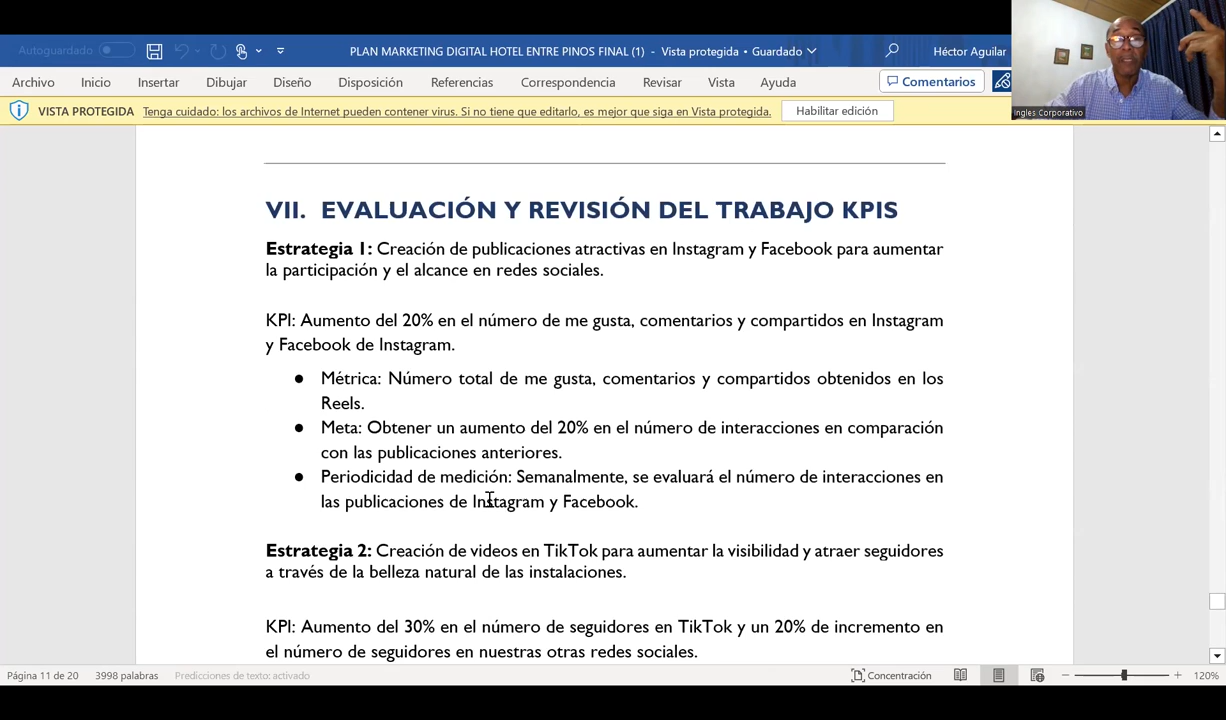 Autoguardado
PLAN MARKETING DIGITAL HOTEL ENTRE PINOS FINAL (1) - Vista protegida • Guardado
Héctor Aguilar
Archivo Inicio Insertar Dibujar Diseño Disposición Referencias Correspondencia Revisar Vista Ayuda
Comentarios
Ingles Corporativo
VISTA PROTEGIDA Tenga cuidado: los archivos de Internet pueden contener virus. Si no tiene que editarlo, es mejor que siga en Vista protegida. Habilitar edición
VII. EVALUACIÓN Y REVISIÓN DEL TRABAJO KPIS
Estrategia 1: Creación de publicaciones atractivas en Instagram y Facebook para aumentar
la participación y el alcance en redes sociales.
KPI: Aumento del 20% en el número de me gusta, comentarios y compartidos en Instagram
y Facebook de Instagram.
● Métrica: Número total de me gusta, comentarios y compartidos obtenidos en los
Reels.
● Meta: Obtener un aumento del 20% en el número de interacciones en comparación
con las publicaciones anteriores.
● Periodicidad de medición: Semanalmente, se evaluará el número de interacciones en
las publicaciones de Instagram y Facebook.
Estrategia 2: Creación de videos en TikTok para aumentar la visibilidad y atraer seguidores
a través de la belleza natural de las instalaciones.
KPI: Aumento del 30% en el número de seguidores en TikTok y un 20% de incremento en
el número de seguidores en nuestras otras redes sociales.
Página 11 de 20 3998 palabras Predicciones de texto: activado Concentración 120%